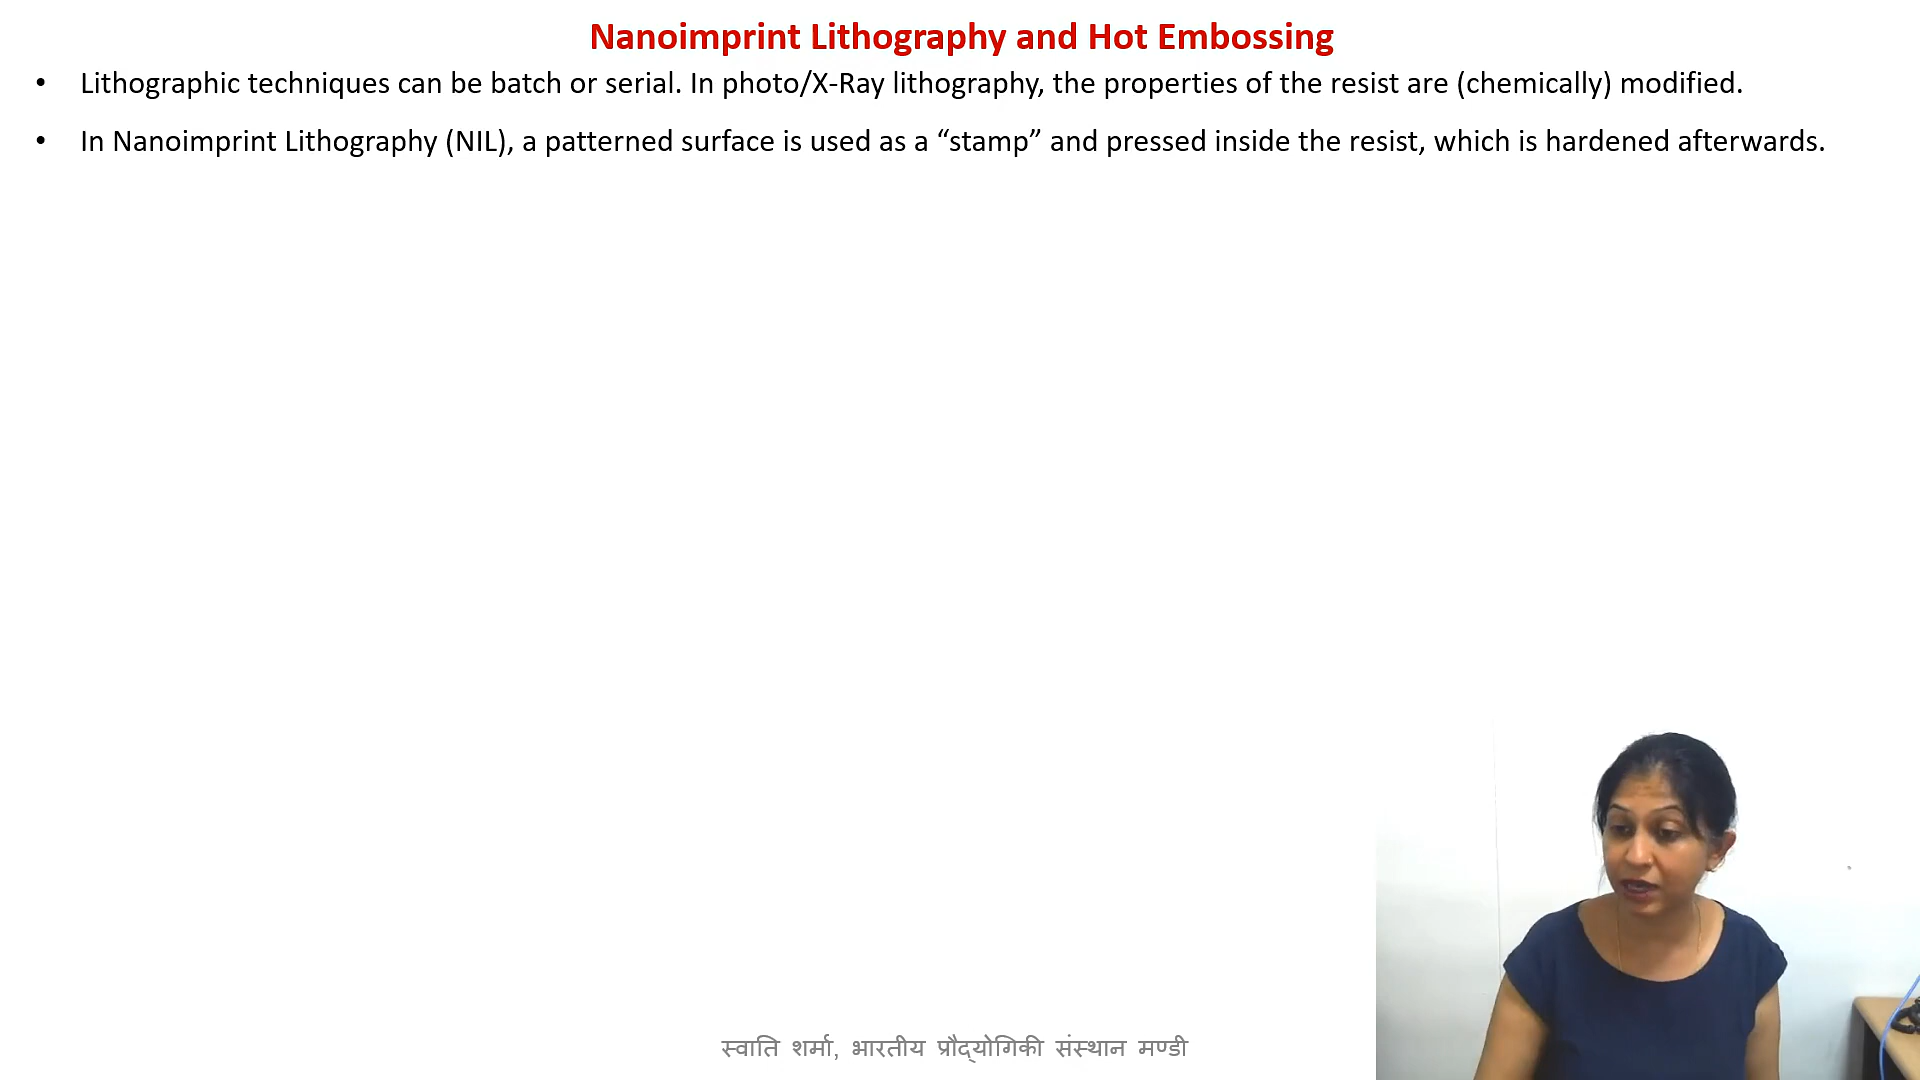 Nanoimprint Lithography and Hot Embossing
• Lithographic techniques can be batch or serial. In photo/X-Ray lithography, the properties of the resist are (chemically) modified.
• In Nanoimprint Lithography (NIL), a patterned surface is used as a “stamp” and pressed inside the resist, which is hardened afterwards.
स्वाति शर्मा, भारतीय प्रौद्योगिकी संस्थान मण्डी